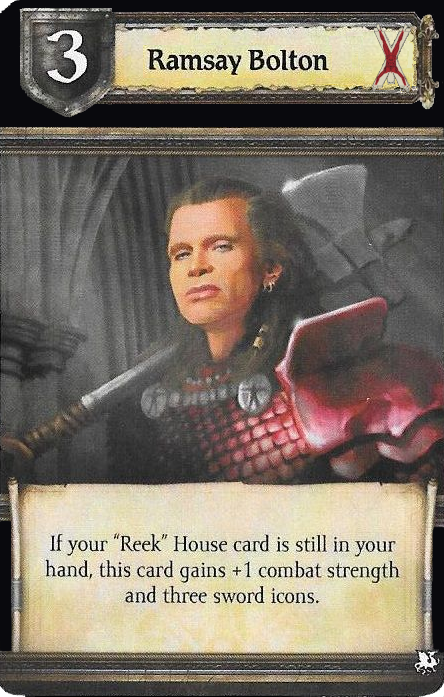 3
Ramsay Bolton
If your “Reek” House card is still in your
hand, this card gains +1 combat strength
and three sword icons.